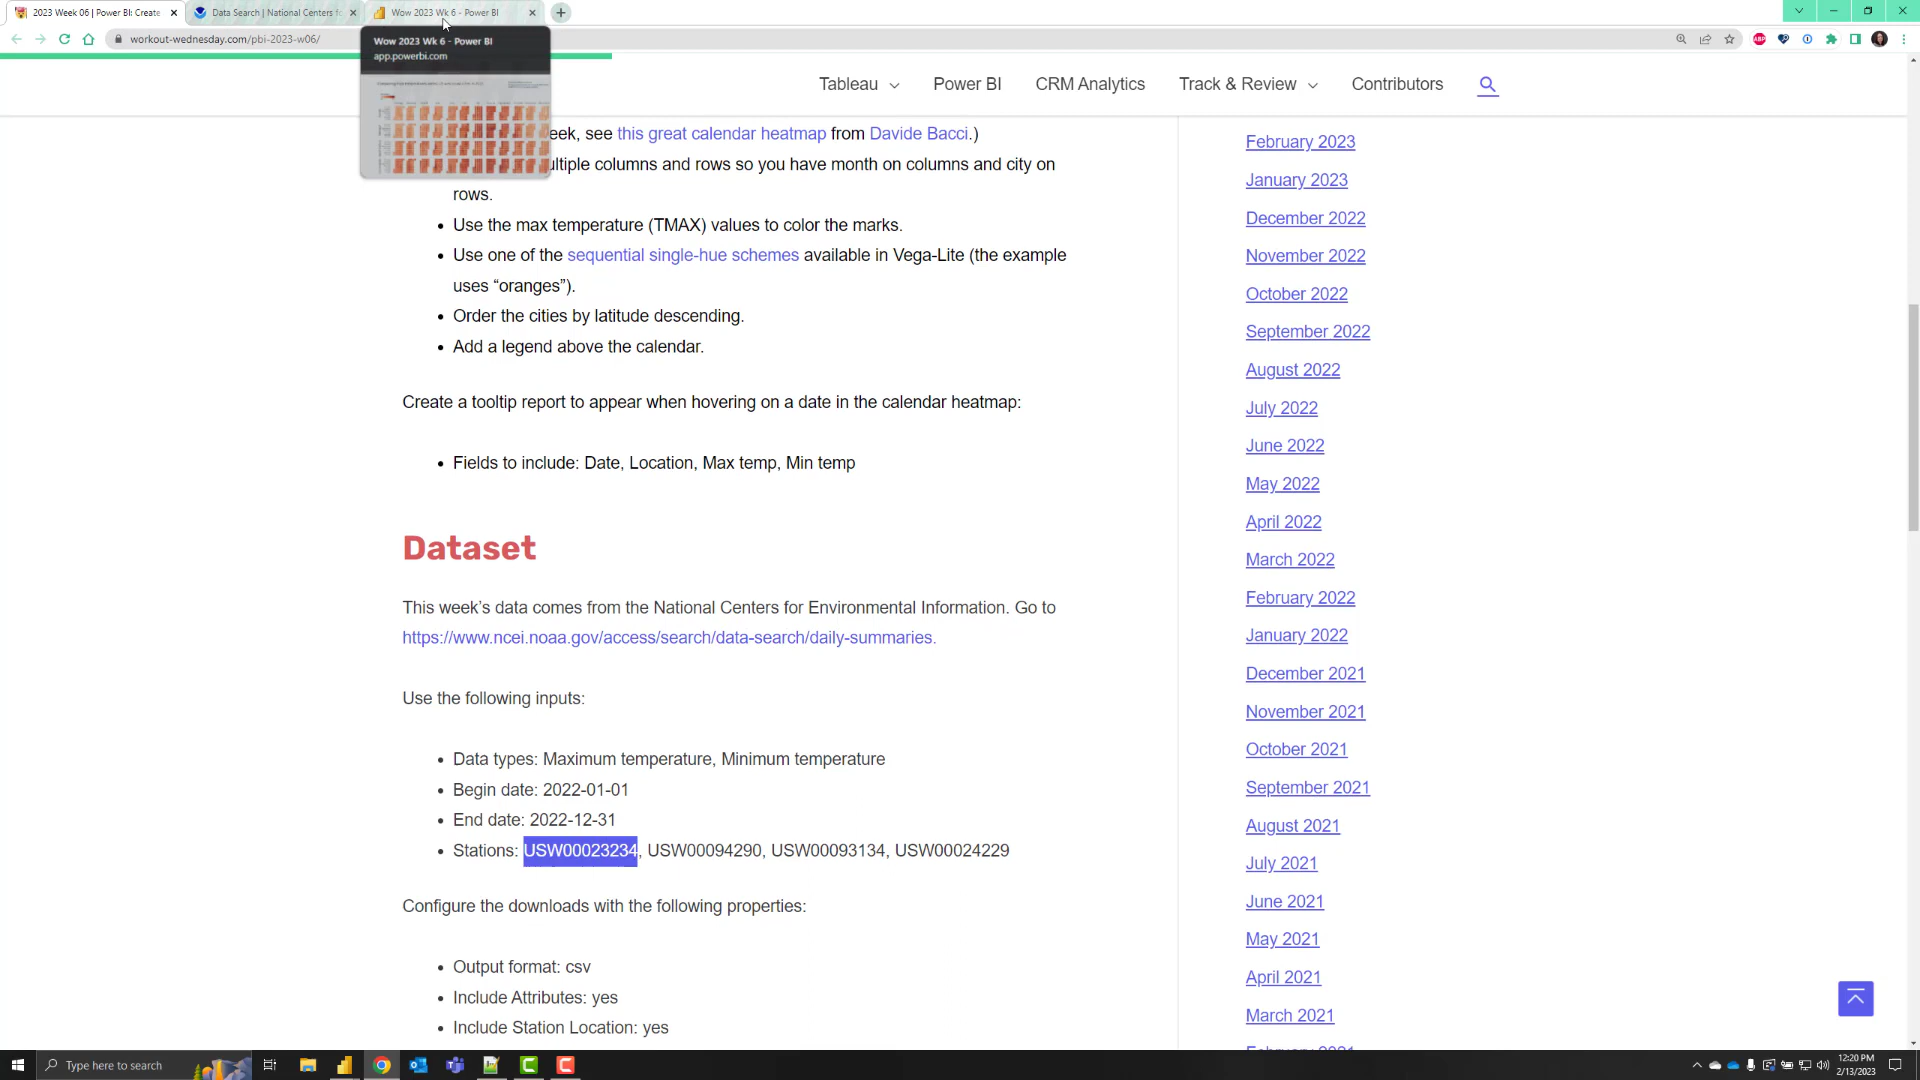 2023 Week 06 | Power BI: Create
Data Search | National Centers fo
Wow 2023 Wk 6 - Power BI
workout-wednesday.com/pbi-2023-w06/
Wow 2023 Wk 6 - Power BI
app.powerbi.com
Tableau
Power BI
CRM Analytics
Track & Review
Contributors
eek, see this great calendar heatmap from Davide Bacci.)
ultiple columns and rows so you have month on columns and city on
rows.
• Use the max temperature (TMAX) values to color the marks.
• Use one of the sequential single-hue schemes available in Vega-Lite (the example
uses “oranges”).
• Order the cities by latitude descending.
• Add a legend above the calendar.
Create a tooltip report to appear when hovering on a date in the calendar heatmap:
• Fields to include: Date, Location, Max temp, Min temp
Dataset
This week’s data comes from the National Centers for Environmental Information. Go to
https://www.ncei.noaa.gov/access/search/data-search/daily-summaries.
Use the following inputs:
• Data types: Maximum temperature, Minimum temperature
• Begin date: 2022-01-01
• End date: 2022-12-31
• Stations: USW00023234, USW00094290, USW00093134, USW00024229
Configure the downloads with the following properties:
• Output format: csv
• Include Attributes: yes
• Include Station Location: yes
February 2023
January 2023
December 2022
November 2022
October 2022
September 2022
August 2022
July 2022
June 2022
May 2022
April 2022
March 2022
February 2022
January 2022
December 2021
November 2021
October 2021
September 2021
August 2021
July 2021
June 2021
May 2021
April 2021
March 2021
February 2021
Type here to search
12:20 PM
2/13/2023